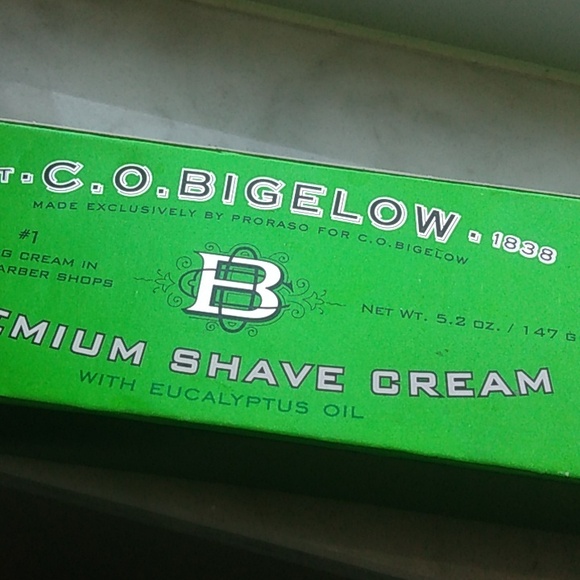 T. C.O. BIGELOW. 1838
MADE EXCLUSIVELY BY PRORASO FOR C.O.BIGELOW
#1
G CREAM IN
ARBER SHOPS
B
NET WT. 5.2 OZ. / 147 G
EMIUM SHAVE CREAM
WITH EUCALYPTUS OIL